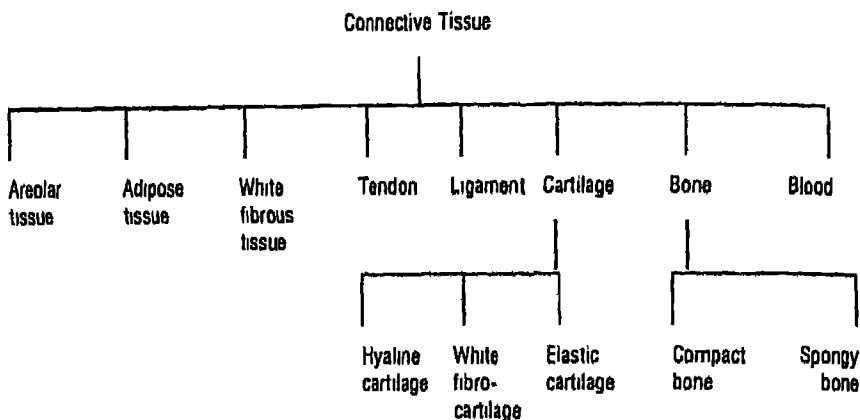 Connective Tissue
Areolar tissue
Adipose tissue
White fibrous tissue
Tendon
Ligament
Cartilage
Bone
Blood
Hyaline cartilage
White fibro-cartilage
Elastic cartilage
Compact bone
Spongy bone